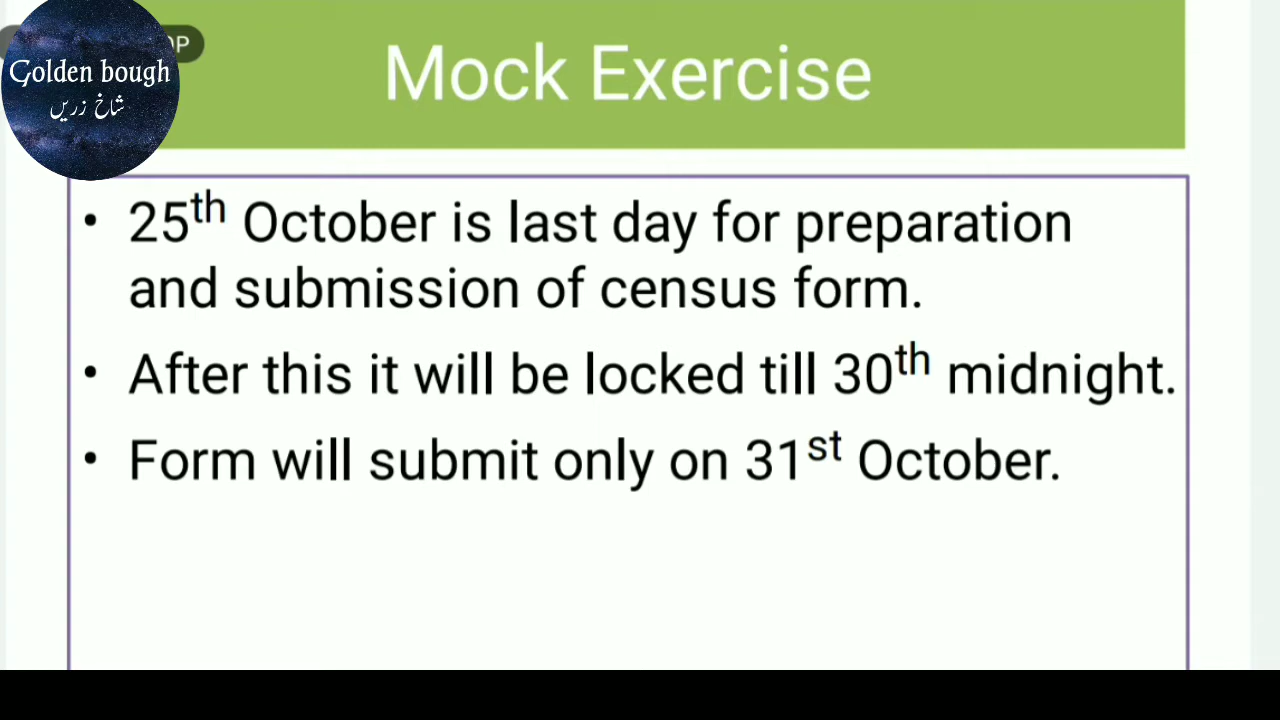 Golden bough
شاخ زریں
OP
Mock Exercise
• 25th October is last day for preparation
and submission of census form.
• After this it will be locked till 30th midnight.
• Form will submit only on 31st October.